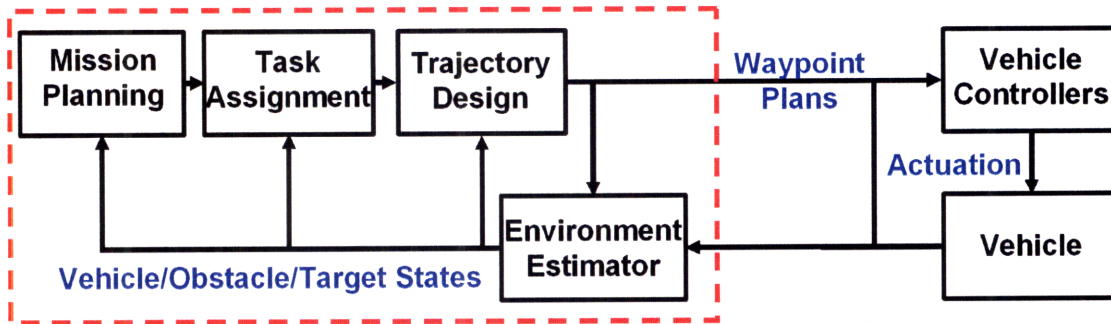 Mission
Planning
Task
Assignment
Trajectory
Design
Waypoint
Plans
Vehicle
Controllers
Actuation
Environment
Estimator
Vehicle
Vehicle/Obstacle/Target States